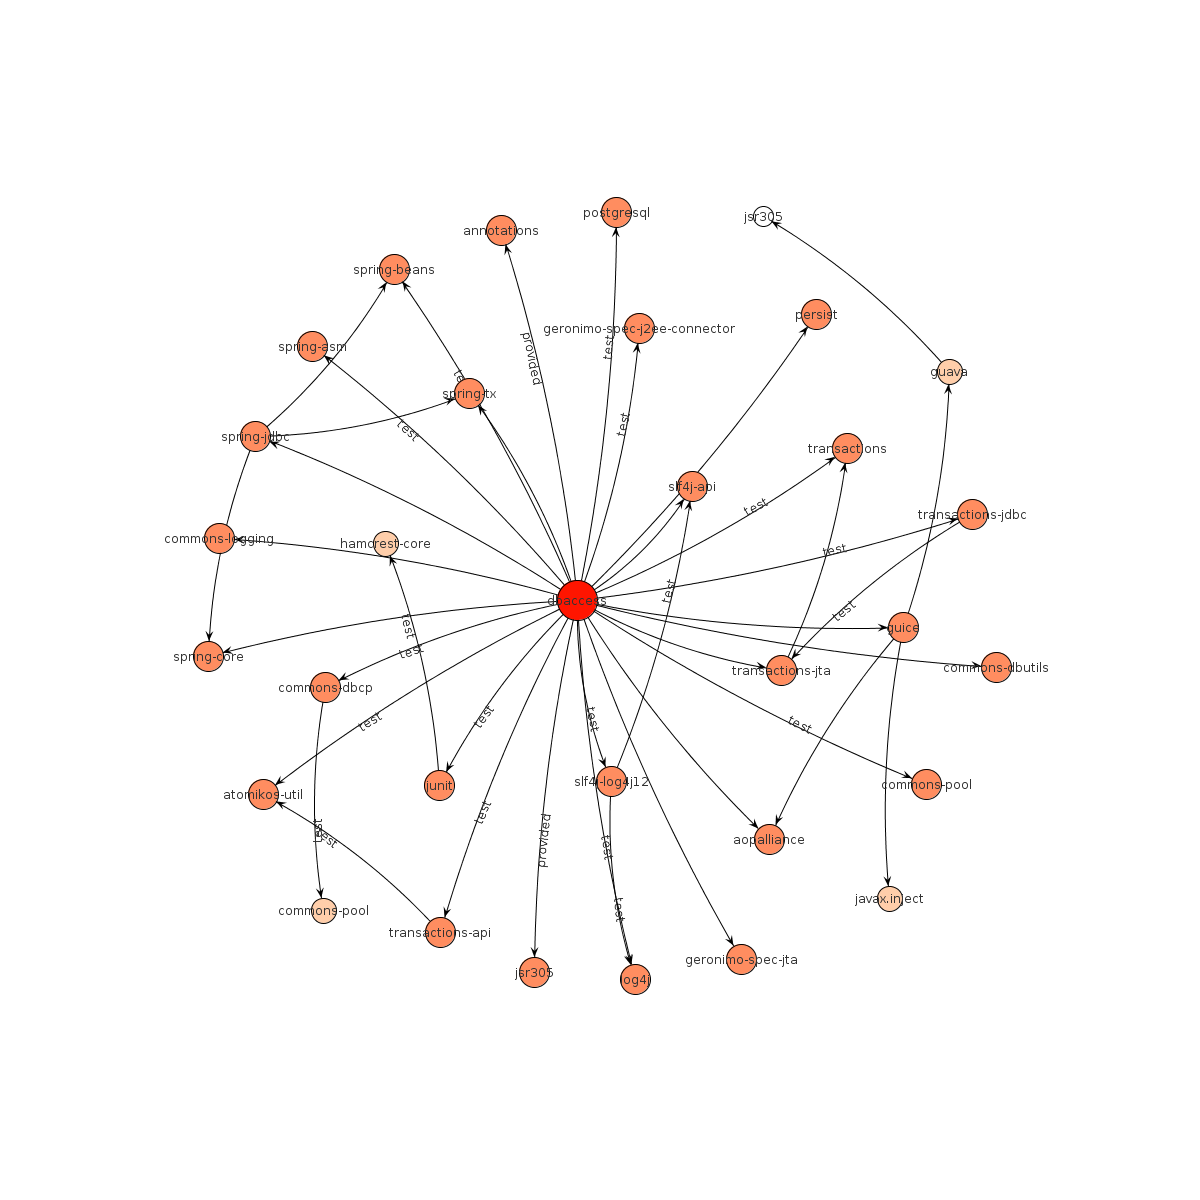 postgresql
jsr305
annotations
spring-beans
persist
geronimo-spec-j2ee-connector
test
spring-asm
provided
guava
te
spring-tx
test
test
spring-jdbc
transactions
slf4j-api
test
transactions-jdbc
commons-logging
hamcrest-core
test
test
dbaccess
test
test
guice
test
spring-core
commons-dbutils
transactions-jta
commons-dbcp
test
test
test
test
slf4j-log4j12
junit
commons-pool
atomikos-util
test
test
test
provided
test
aopalliance
javax.inject
commons-pool
test
transactions-api
geronimo-spec-jta
jsr305
log4j